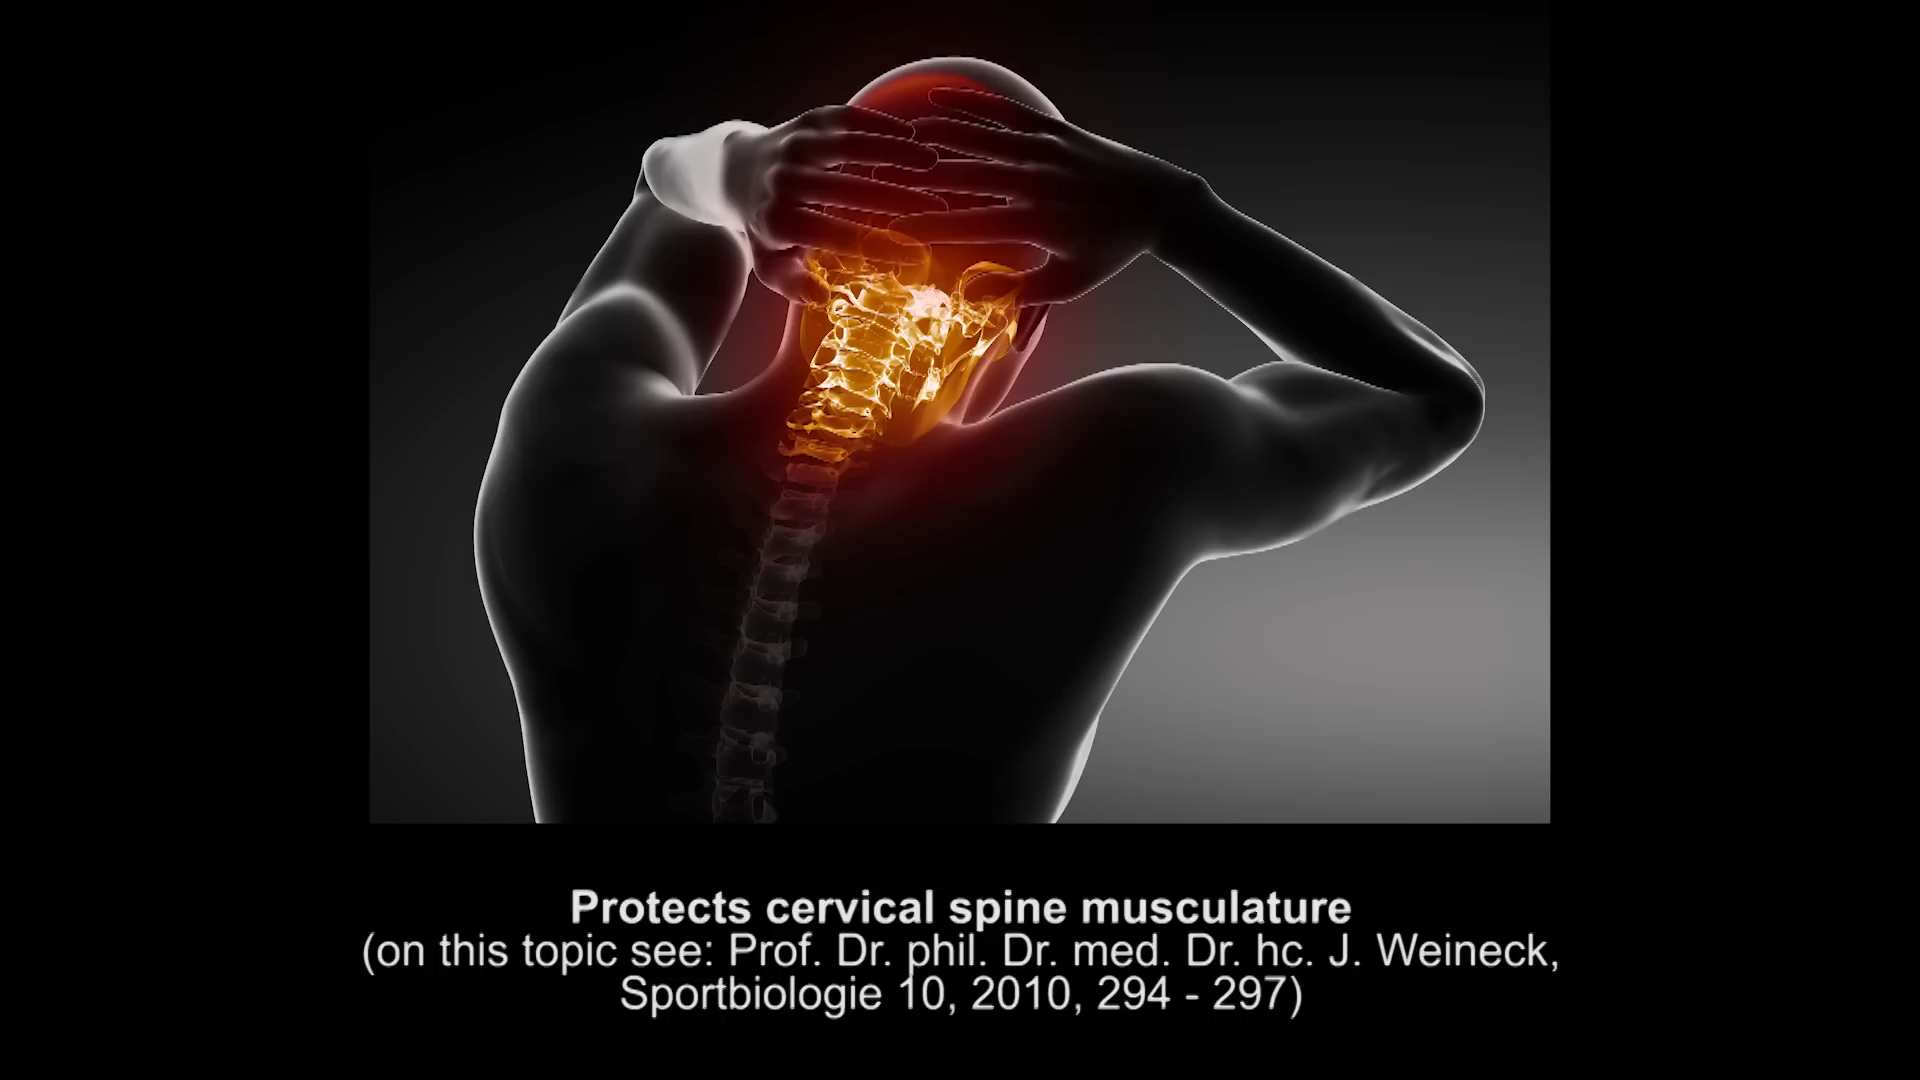 Protects cervical spine musculature
(on this topic see: Prof. Dr. phil. Dr. med. Dr. hc. J. Weineck,
Sportbiologie 10, 2010, 294 - 297)